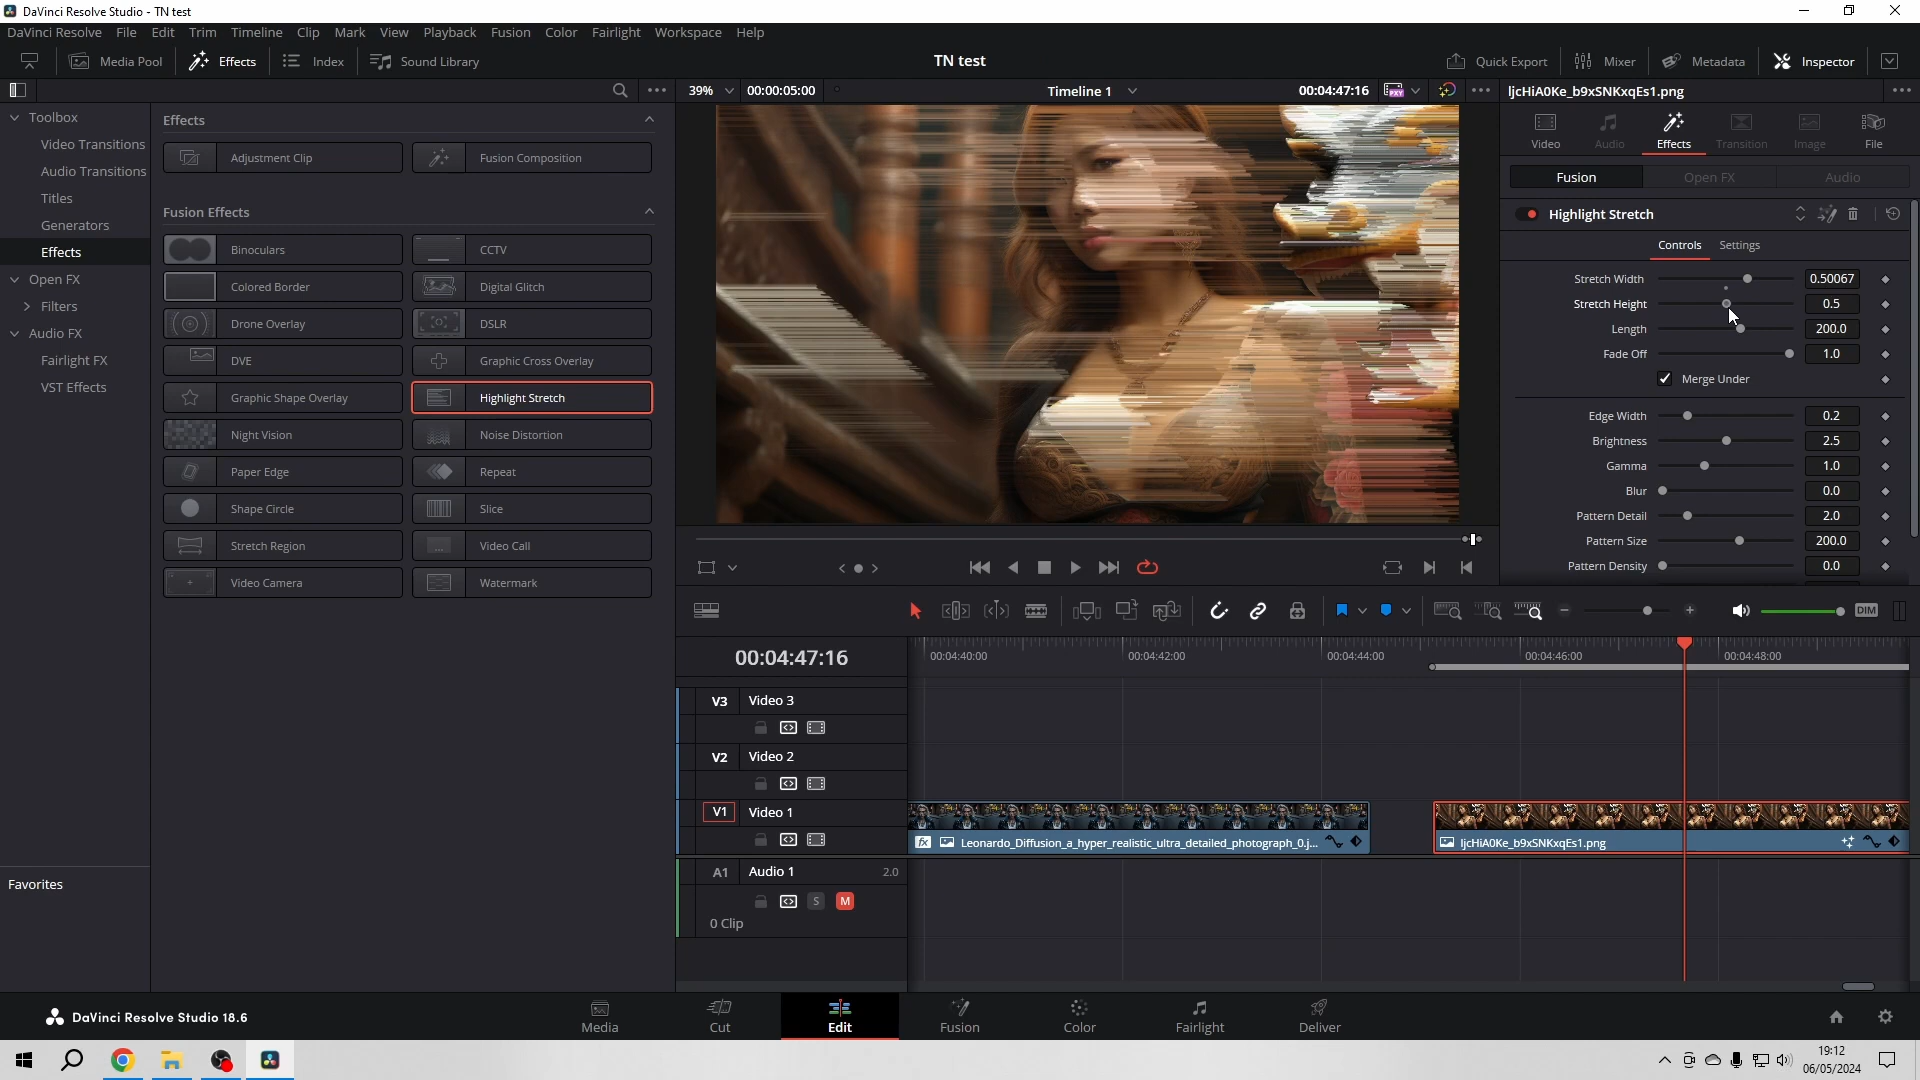 DaVinci Resolve Studio - TN test
DaVinci Resolve File Edit Trim Timeline Clip Mark View Playback Fusion Color Fairlight Workspace Help
Media Pool Effects Index Sound Library TN test Quick Export Mixer Metadata Inspector
39% 00:00:05:00 Timeline 1 00:04:47:16 PXY
ljcHiA0Ke_b9xSNKxqEs1.png
Toolbox
Video Transitions
Audio Transitions
Titles
Generators
Effects
Open FX
Filters
Audio FX
Fairlight FX
VST Effects
Favorites
Effects
Adjustment Clip Fusion Composition
Fusion Effects
Binoculars CCTV
Colored Border Digital Glitch
Drone Overlay DSLR
DVE Graphic Cross Overlay
Graphic Shape Overlay Highlight Stretch
Night Vision Noise Distortion
Paper Edge Repeat
Shape Circle Slice
Stretch Region Video Call
Video Camera Watermark
Video Audio Effects Transition Image File
Fusion Open FX Audio
Highlight Stretch
Controls Settings
Stretch Width 0.50067
Stretch Height 0.5
Length 200.0
Fade Off 1.0
Merge Under
Edge Width 0.2
Brightness 2.5
Gamma 1.0
Blur 0.0
Pattern Detail 2.0
Pattern Size 200.0
Pattern Density 0.0
DIM
00:04:47:16
00:04:40:00 00:04:42:00 00:04:44:00 00:04:46:00 00:04:48:00
V3 Video 3
V2 Video 2
V1 Video 1
fx Leonardo_Diffusion_a_hyper_realistic_ultra_detailed_photograph_0.j...
ljcHiA0Ke_b9xSNKxqEs1.png
A1 Audio 1 2.0
S M
0 Clip
DaVinci Resolve Studio 18.6
Media Cut Edit Fusion Color Fairlight Deliver
19:12
06/05/2024